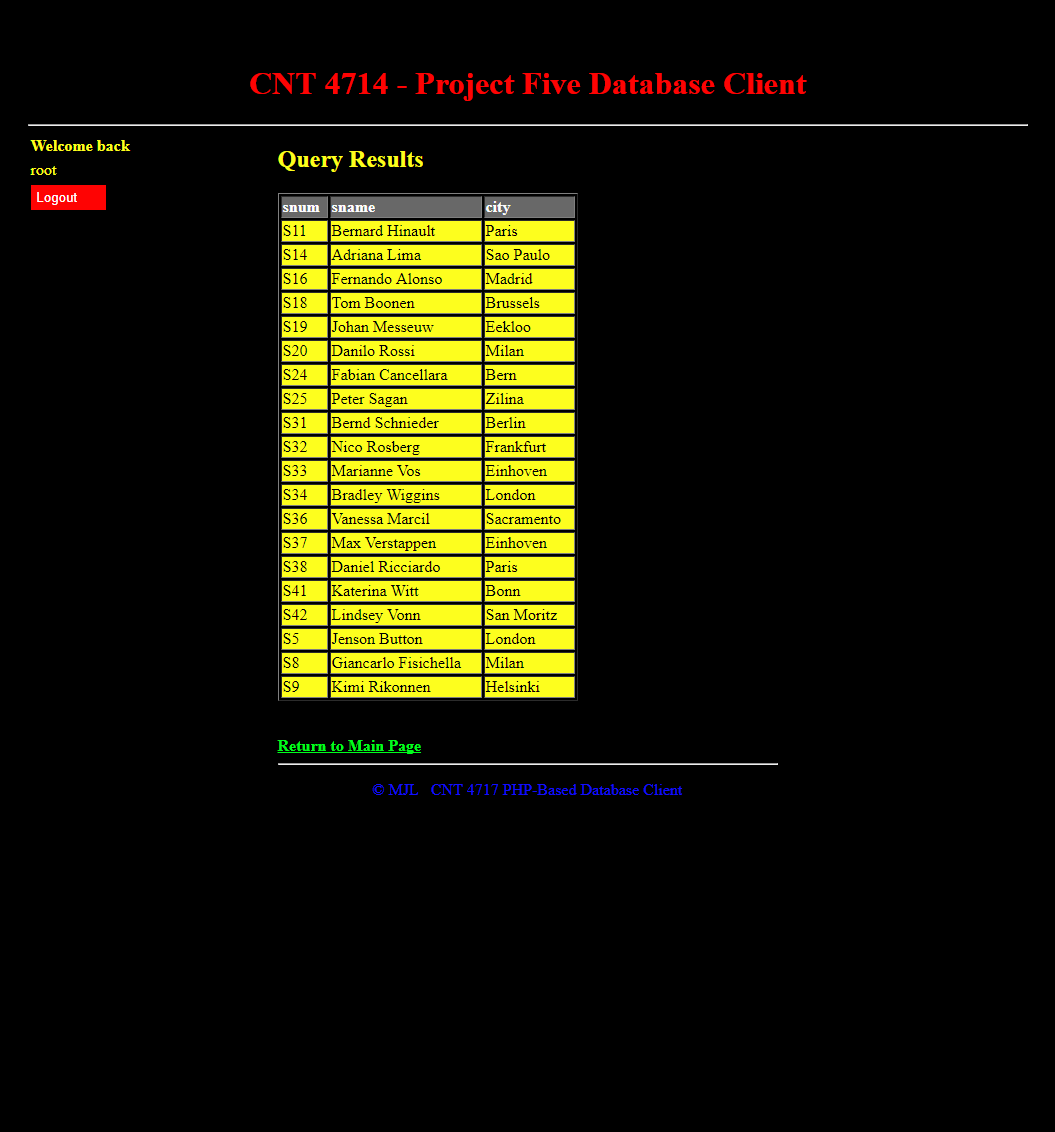 CNT 4714 - Project Five Database Client
Welcome back
root
Logout
Query Results
snum sname city
S11 Bernard Hinault Paris
S14 Adriana Lima Sao Paulo
S16 Fernando Alonso Madrid
S18 Tom Boonen Brussels
S19 Johan Messeuw Eekloo
S20 Danilo Rossi Milan
S24 Fabian Cancellara Bern
S25 Peter Sagan Zilina
S31 Bernd Schnieder Berlin
S32 Nico Rosberg Frankfurt
S33 Marianne Vos Einhoven
S34 Bradley Wiggins London
S36 Vanessa Marcil Sacramento
S37 Max Verstappen Einhoven
S38 Daniel Ricciardo Paris
S41 Katerina Witt Bonn
S42 Lindsey Vonn San Moritz
S5 Jenson Button London
S8 Giancarlo Fisichella Milan
S9 Kimi Rikonnen Helsinki
Return to Main Page
© MJL CNT 4717 PHP-Based Database Client